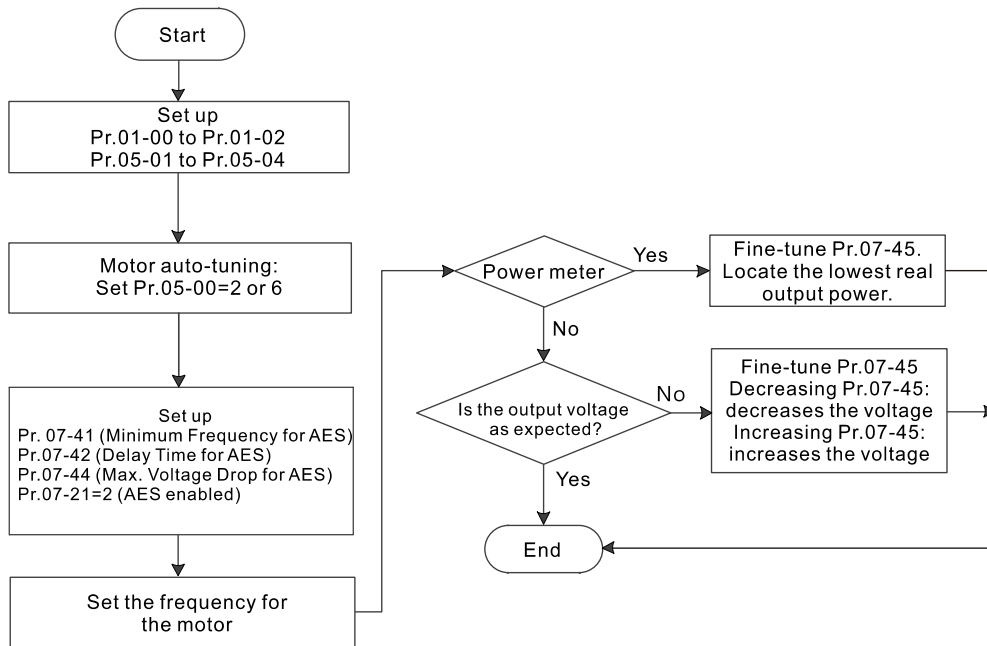 Start
Set up
Pr.01-00 to Pr.01-02
Pr.05-01 to Pr.05-04
Motor auto-tuning:
Set Pr.05-00=2 or 6
Set up
Pr. 07-41 (Minimum Frequency for AES)
Pr.07-42 (Delay Time for AES)
Pr.07-44 (Max. Voltage Drop for AES)
Pr.07-21=2 (AES enabled)
Set the frequency for
the motor
Power meter
Yes
Fine-tune Pr.07-45.
Locate the lowest real
output power.
No
Is the output voltage
as expected?
No
Fine-tune Pr.07-45
Decreasing Pr.07-45:
decreases the voltage
Increasing Pr.07-45:
increases the voltage
Yes
End